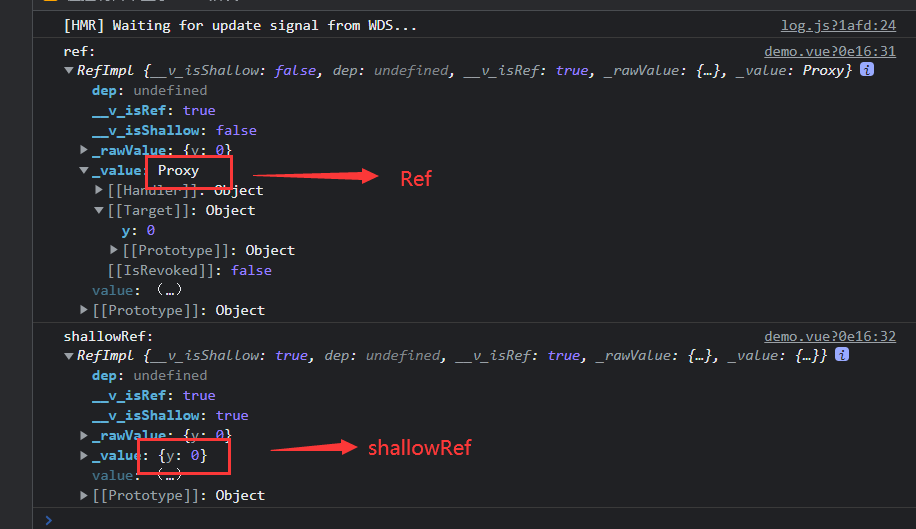 [HMR] Waiting for update signal from WDS... log.js?1afd:24
ref: demo.vue?0e16:31
RefImpl {__v_isShallow: false, dep: undefined, __v_isRef: true, _rawValue: {…}, _value: Proxy}
dep: undefined
__v_isRef: true
__v_isShallow: false
_rawValue: {y: 0}
_value: Proxy
Ref
[[Handler]]: Object
[[Target]]: Object
y: 0
[[Prototype]]: Object
[[IsRevoked]]: false
value: (…)
[[Prototype]]: Object
shallowRef: demo.vue?0e16:32
RefImpl {__v_isShallow: true, dep: undefined, __v_isRef: true, _rawValue: {…}, _value: {…}}
dep: undefined
__v_isRef: true
__v_isShallow: true
_rawValue: {y: 0}
_value: {y: 0}
shallowRef
value: (…)
[[Prototype]]: Object